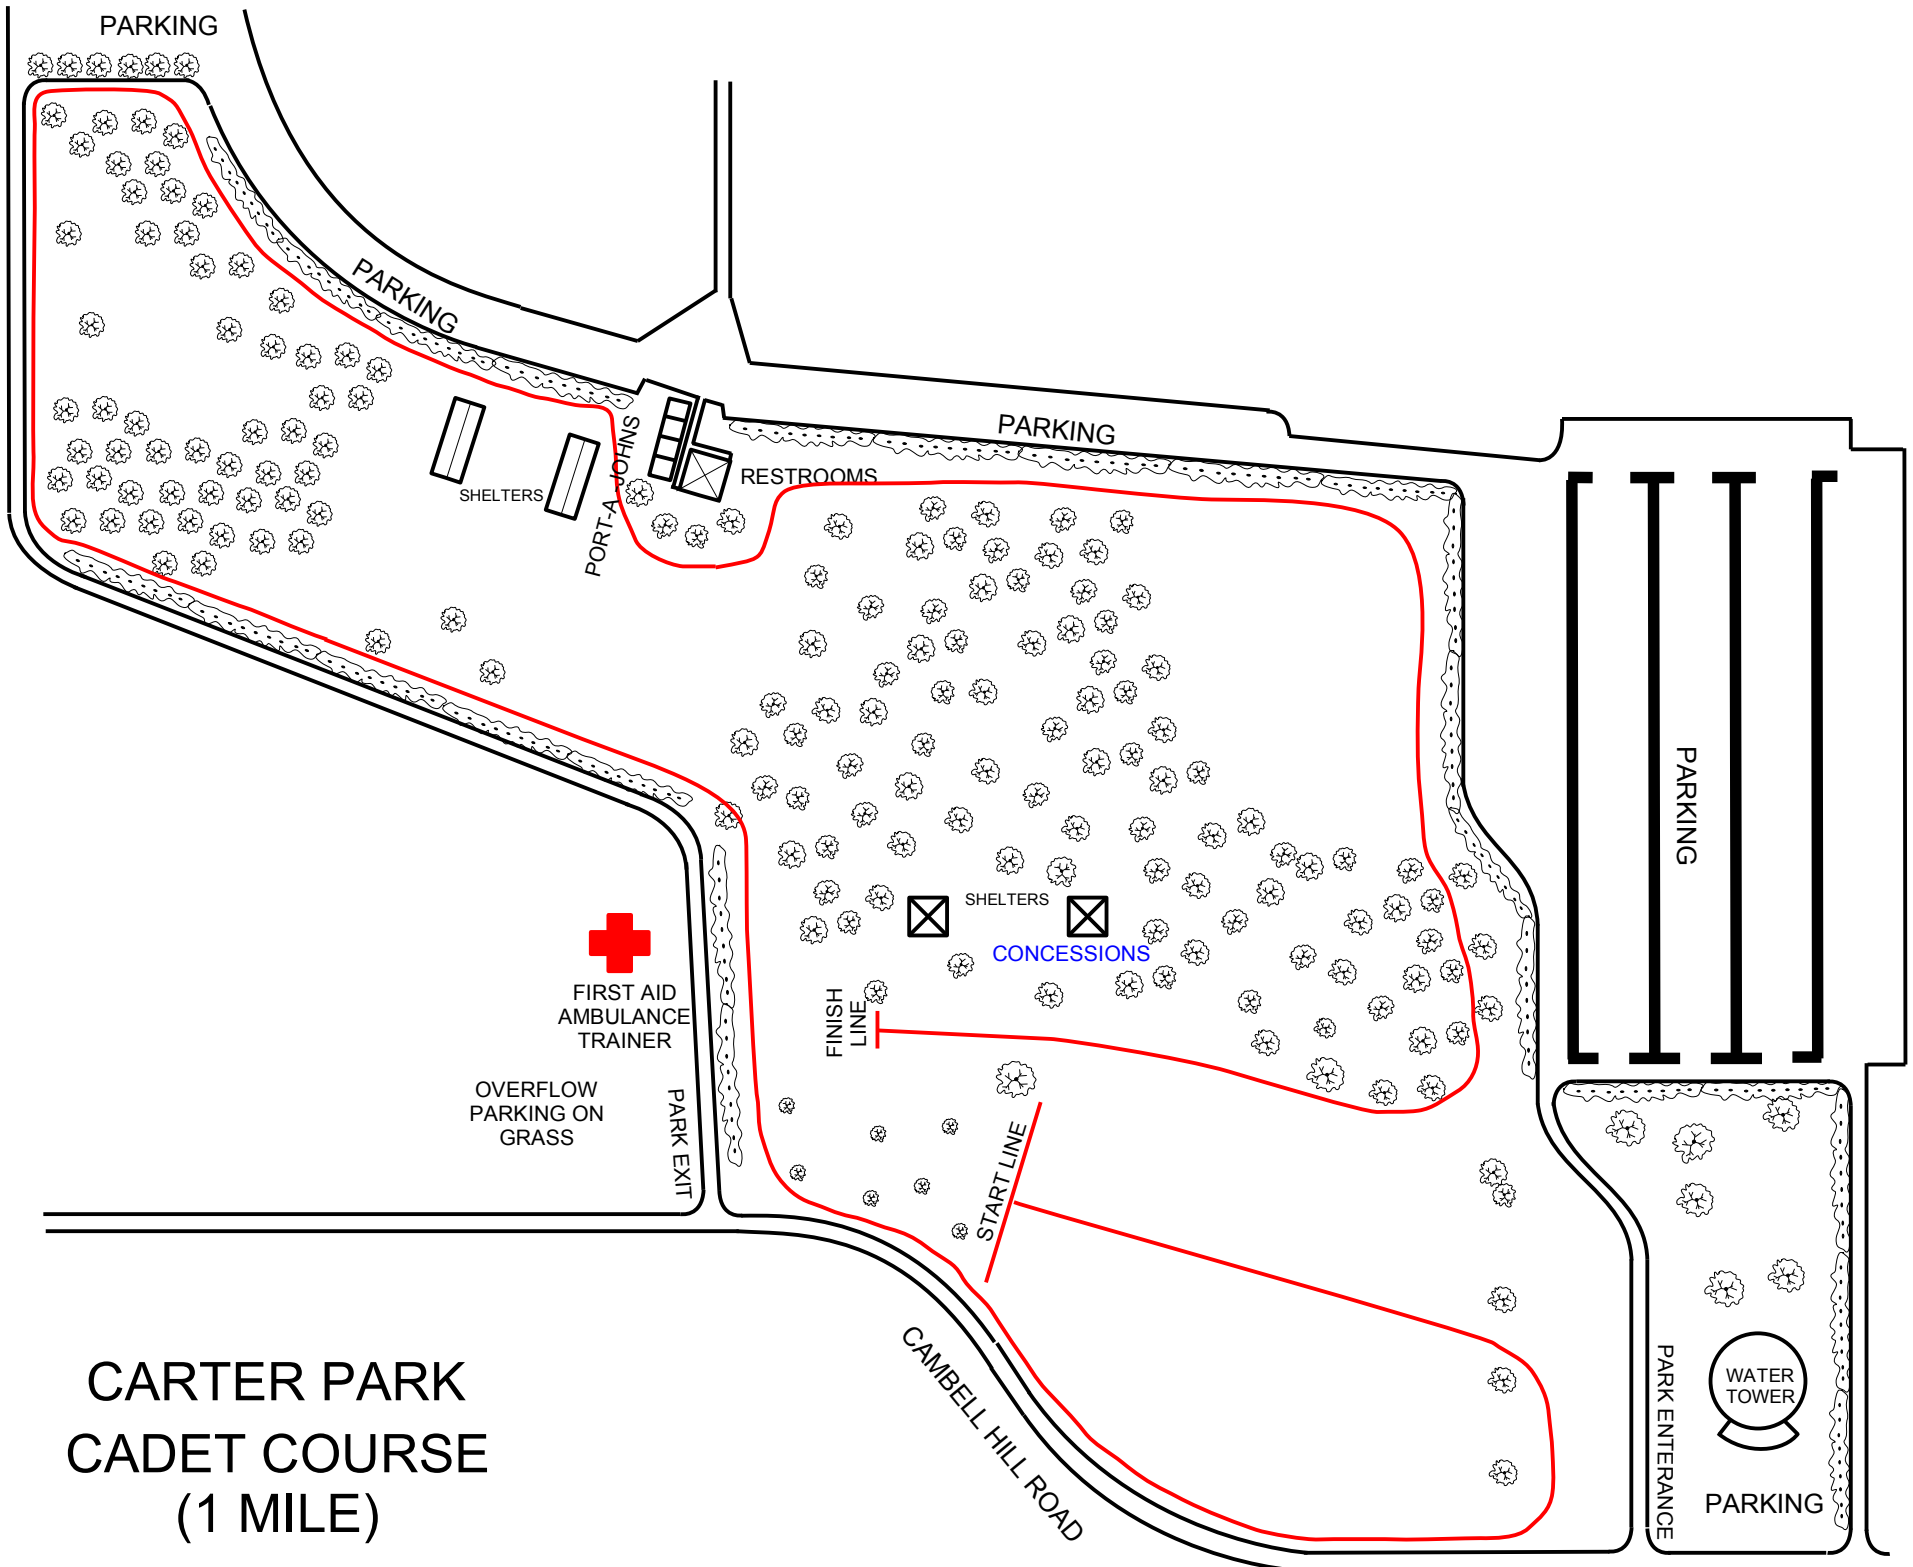 PARKING
PARKING
PARKING
PORT-A-JOHNS
RESTROOMS
SHELTERS
PARKING
SHELTERS
CONCESSIONS
FINISH
LINE
FIRST AID
AMBULANCE
TRAINER
OVERFLOW
PARKING ON
GRASS
PARK EXIT
START LINE
CAMBELL HILL ROAD
PARK ENTERANCE
WATER
TOWER
PARKING
CARTER PARK
CADET COURSE
(1 MILE)